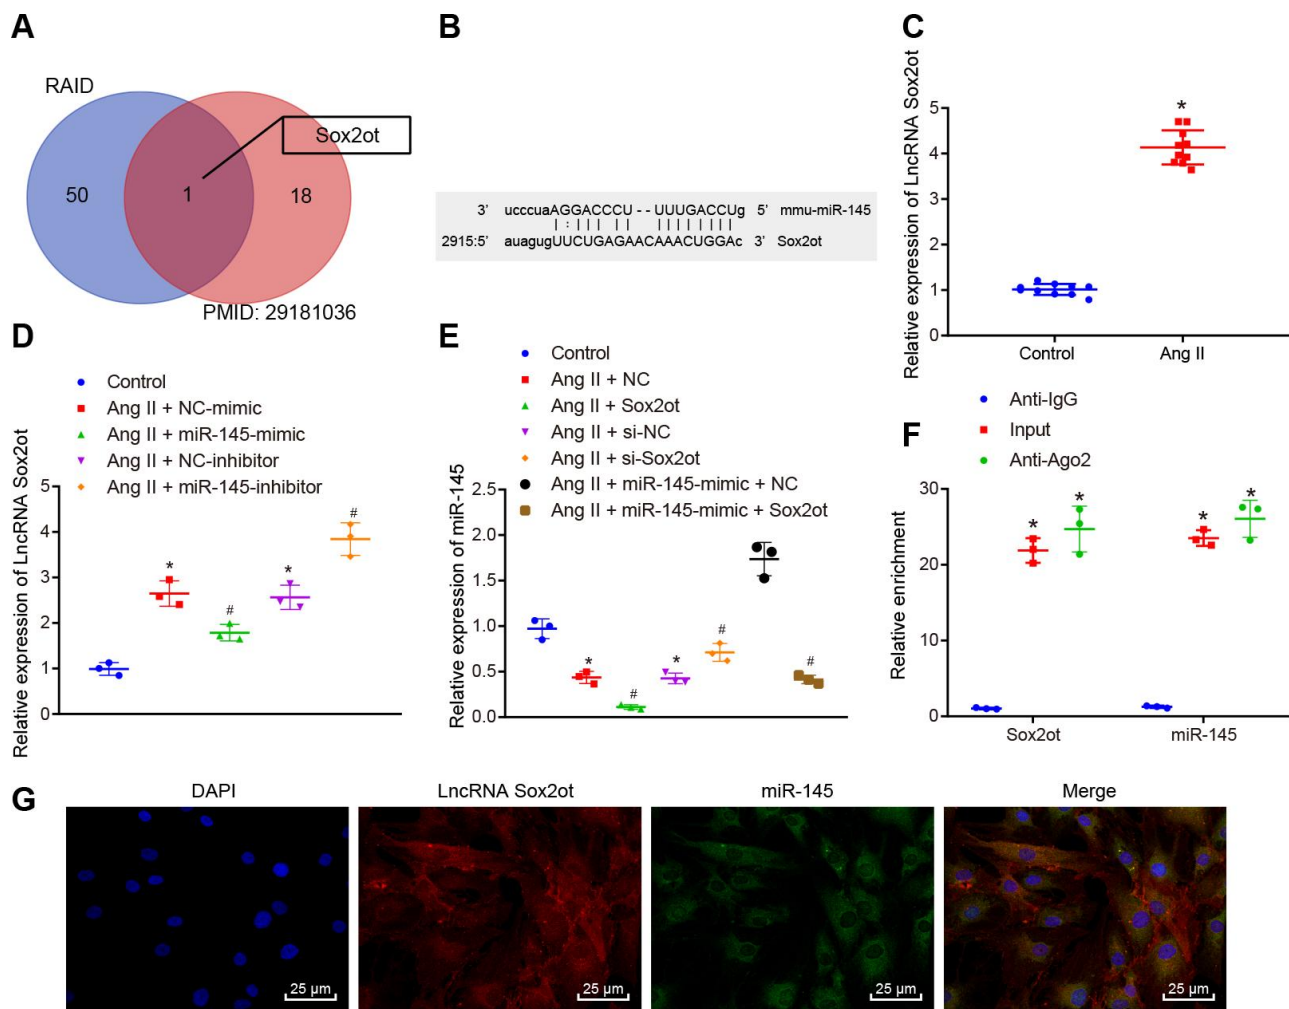 A
RAID
Sox2ot
50
1
18
PMID: 29181036
B
3' ucccuaAGGACCCU--UUUGACCUg 5' mmu-miR-145
|:||| || ||||||||
2915:5' auagugUUCUGAGAACAAACUGGAc 3' Sox2ot
C
Relative expression of LncRNA Sox2ot
5
4
3
2
1
0
*
Control
Ang II
D
Control
Ang II + NC-mimic
Ang II + miR-145-mimic
Ang II + NC-inhibitor
Ang II + miR-145-inhibitor
Relative expression of LncRNA Sox2ot
5
4
3
2
1
0
*
#
*
#
E
Control
Ang II + NC
Ang II + Sox2ot
Ang II + si-NC
Ang II + si-Sox2ot
Ang II + miR-145-mimic + NC
Ang II + miR-145-mimic + Sox2ot
Relative expression of miR-145
2.5
2.0
1.5
1.0
0.5
0.0
*
#
*
#
#
F
Anti-IgG
Input
Anti-Ago2
Relative enrichment
30
20
10
0
*
*
*
*
Sox2ot
miR-145
G
DAPI
LncRNA Sox2ot
miR-145
Merge
25 μm
25 μm
25 μm
25 μm